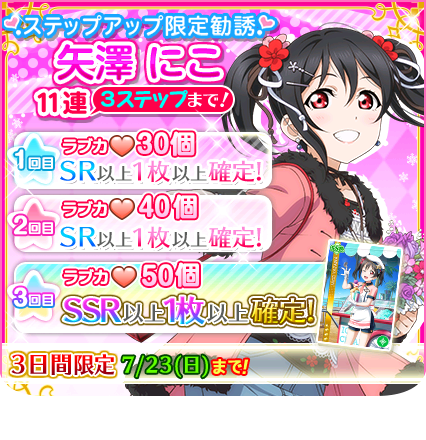 ステップアップ限定勧誘
矢澤 にこ
11連 3ステップまで!
1回目 ラブカ♥30個
SR以上1枚以上確定!
2回目 ラブカ♥40個
SR以上1枚以上確定!
3回目 ラブカ♥50個
SSR以上1枚以上確定!
3日間限定 7/23(日)まで!